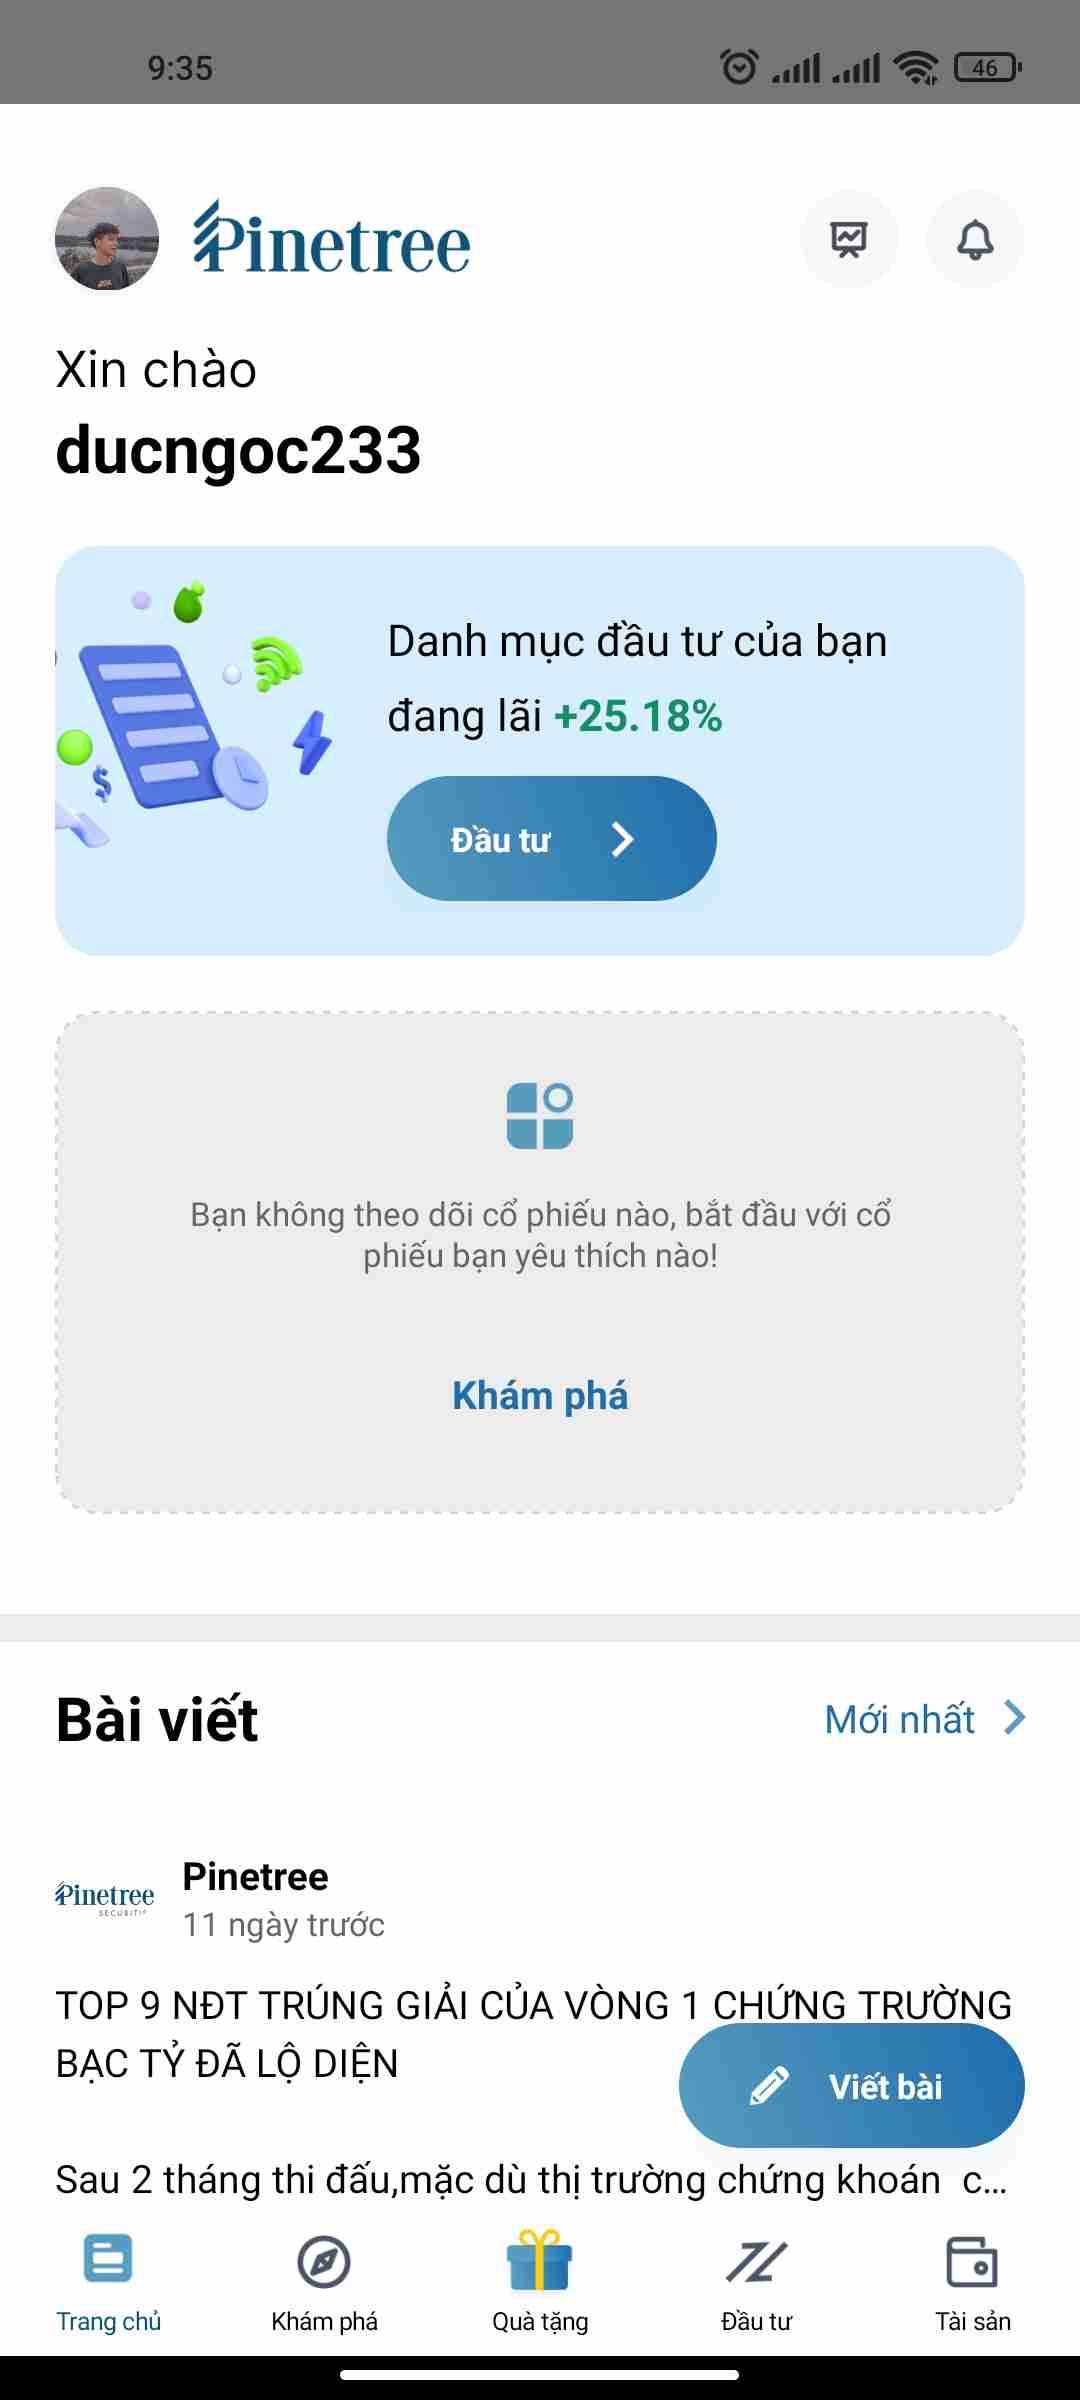 9:35
46
Pinetree
Xin chào
ducngoc233
Danh mục đầu tư của bạn
đang lãi +25.18%
Đầu tư
Bạn không theo dõi cổ phiếu nào, bắt đầu với cổ
phiếu bạn yêu thích nào!
Khám phá
Bài viết
Mới nhất
Pinetree
Pinetree
11 ngày trước
TOP 9 NĐT TRÚNG GIẢI CỦA VÒNG 1 CHỨNG TRƯỜNG
BẠC TỶ ĐÃ LỘ DIỆN
Viết bài
Sau 2 tháng thi đấu,mặc dù thị trường chứng khoán c...
Trang chủ
Khám phá
Quà tặng
Đầu tư
Tài sản